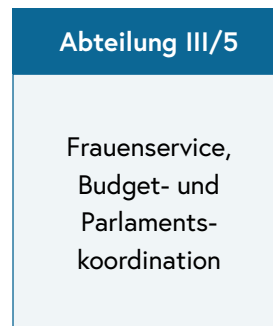 Abteilung III/5
Frauenservice,
Budget- und
Parlaments-
koordination